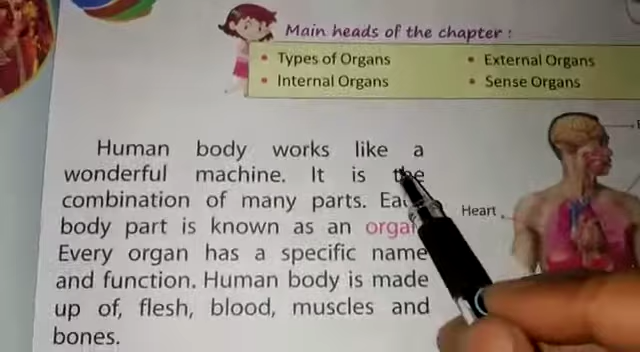 Main heads of the chapter :
• Types of Organs
• External Organs
• Internal Organs
• Sense Organs
Human body works like a
wonderful machine. It is the
combination of many parts.
body part is known as an
Every organ has a specific name
and function. Human body is made
up of, flesh, blood, muscles and
bones.
Heart